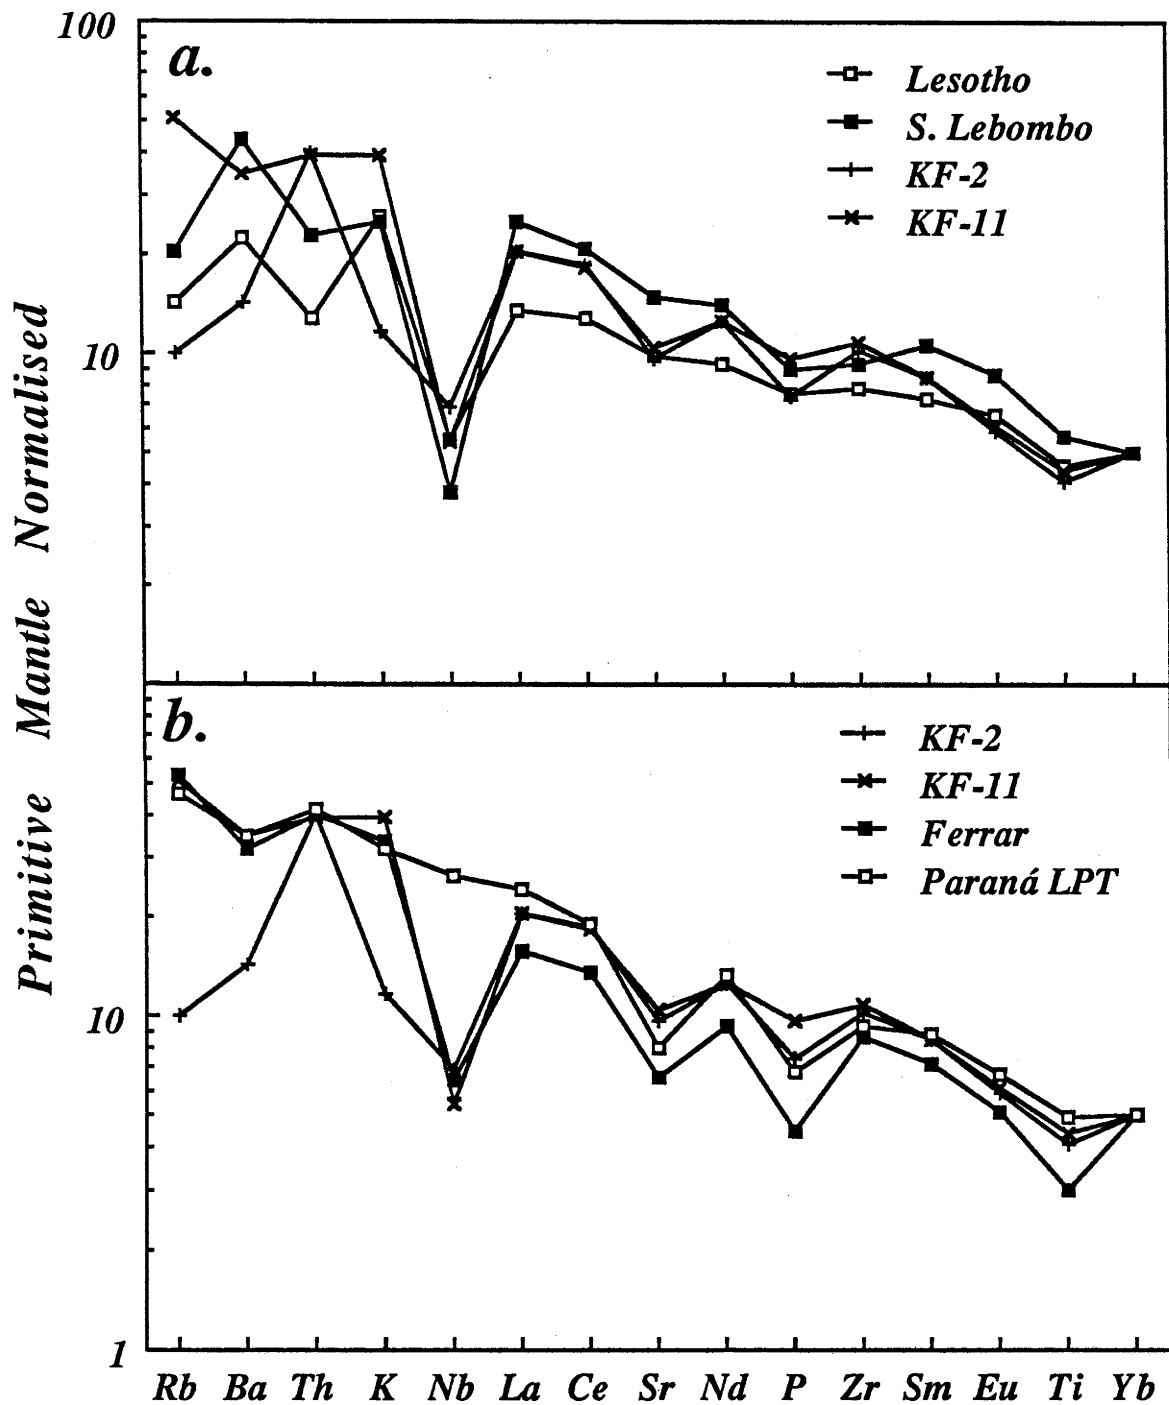 100
a.
Lesotho
S. Lebombo
KF-2
KF-11
10
Primitive Mantle Normalised
b.
KF-2
KF-11
Ferrar
Paraná LPT
10
1
Rb Ba Th K Nb La Ce Sr Nd P Zr Sm Eu Ti Yb